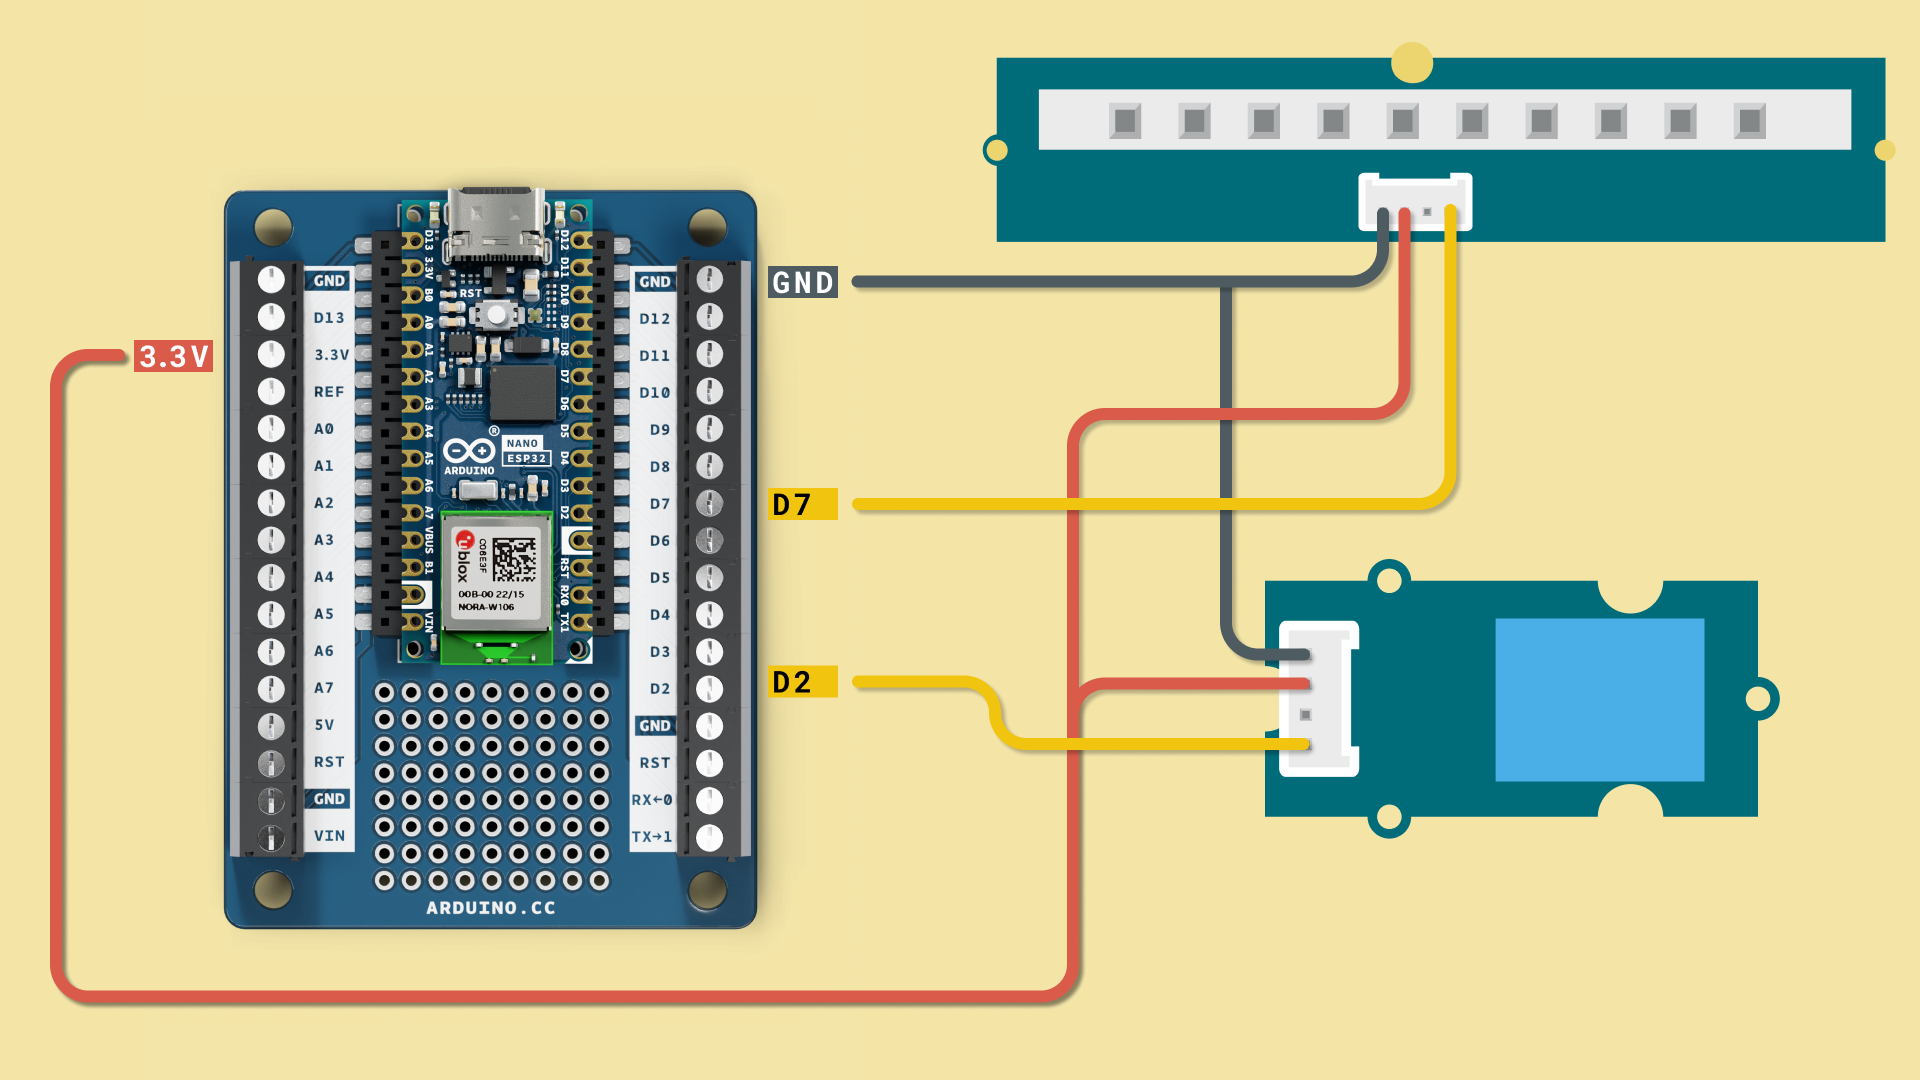 GND
D13
3.3V
REF
A0
A1
A2
A3
A4
A5
A6
A7
5V
RST
GND
VIN
3.3V
D13
3.3V
B0
A0
A1
A2
A3
A4
A5
A6
A7
VBUS
B1
VIN
RST
®
ARDUINO
NANO
ESP32
ublox
C06E3F
00B-00 22/15
NORA-W106
D12
D11
D10
D9
D8
D7
D6
D5
D4
D3
D2
RST
RX0
TX1
GND
D12
D11
D10
D9
D8
D7
D6
D5
D4
D3
D2
GND
RST
RX←0
TX→1
ARDUINO.CC
GND
D7
D2